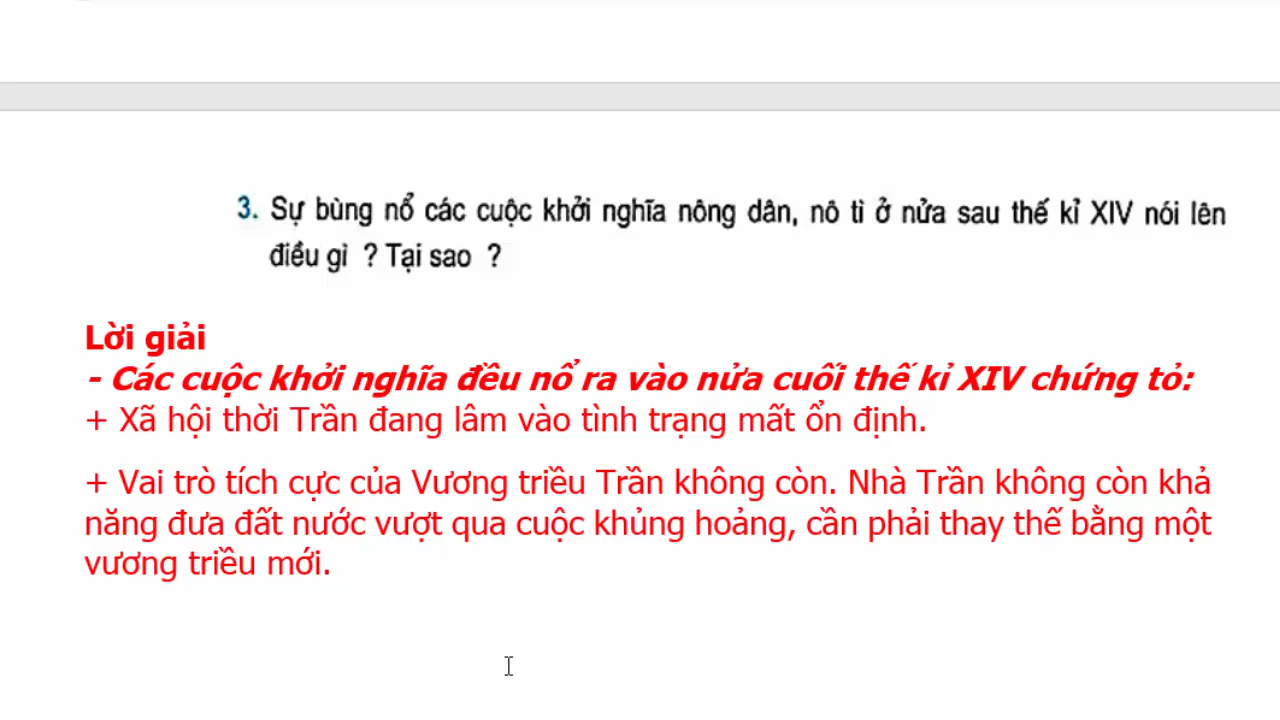 3. Sự bùng nổ các cuộc khởi nghĩa nông dân, nô tì ở nửa sau thế kỉ XIV nói lên
điều gì ? Tại sao ?
Lời giải
- Các cuộc khởi nghĩa đều nổ ra vào nửa cuối thế kỉ XIV chứng tỏ:
+ Xã hội thời Trần đang lâm vào tình trạng mất ổn định.
+ Vai trò tích cực của Vương triều Trần không còn. Nhà Trần không còn khả
năng đưa đất nước vượt qua cuộc khủng hoảng, cần phải thay thế bằng một
vương triều mới.